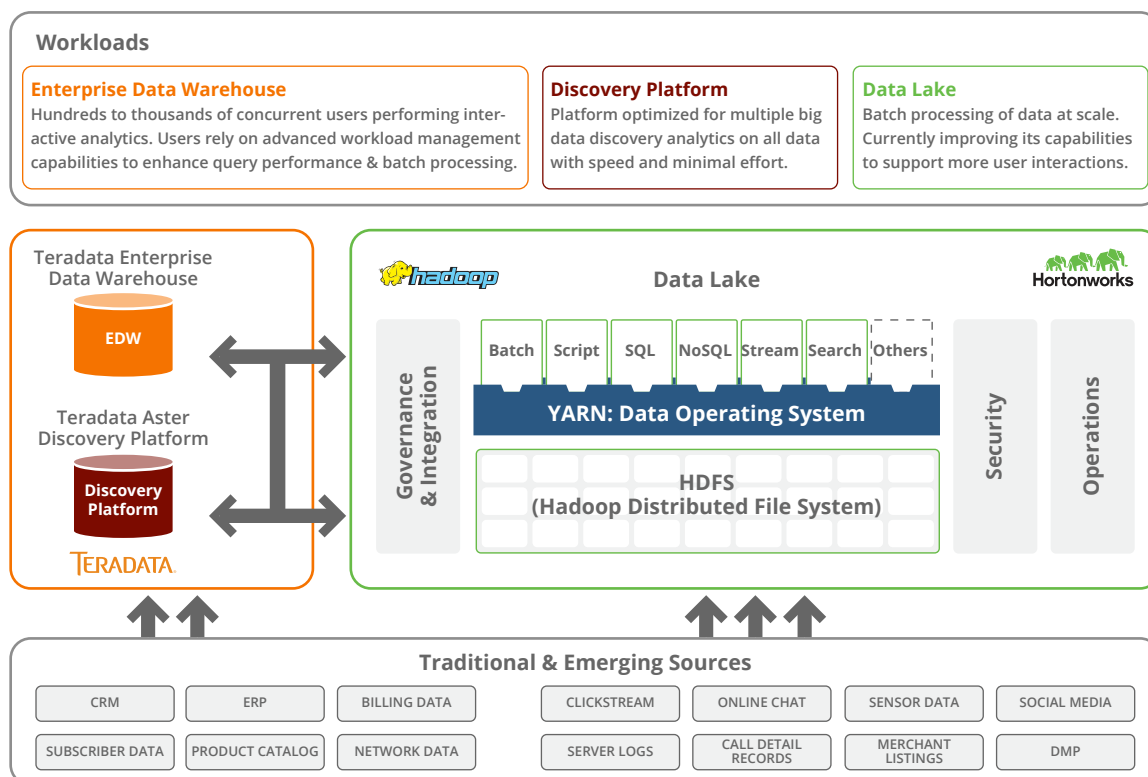 Workloads
Enterprise Data Warehouse
Hundreds to thousands of concurrent users performing inter-
active analytics. Users rely on advanced workload management
capabilities to enhance query performance & batch processing.
Discovery Platform
Platform optimized for multiple big
data discovery analytics on all data
with speed and minimal effort.
Data Lake
Batch processing of data at scale.
Currently improving its capabilities
to support more user interactions.
Teradata Enterprise
Data Warehouse
EDW
Teradata Aster
Discovery Platform
Discovery
Platform
TERADATA
hadoop
Data Lake
Hortonworks
Governance
& Integration
Batch
Script
SQL
NoSQL
Stream
Search
Others
YARN: Data Operating System
HDFS
(Hadoop Distributed File System)
Security
Operations
Traditional & Emerging Sources
CRM
ERP
BILLING DATA
CLICKSTREAM
ONLINE CHAT
SENSOR DATA
SOCIAL MEDIA
SUBSCRIBER DATA
PRODUCT CATALOG
NETWORK DATA
SERVER LOGS
CALL DETAIL
RECORDS
MERCHANT
LISTINGS
DMP